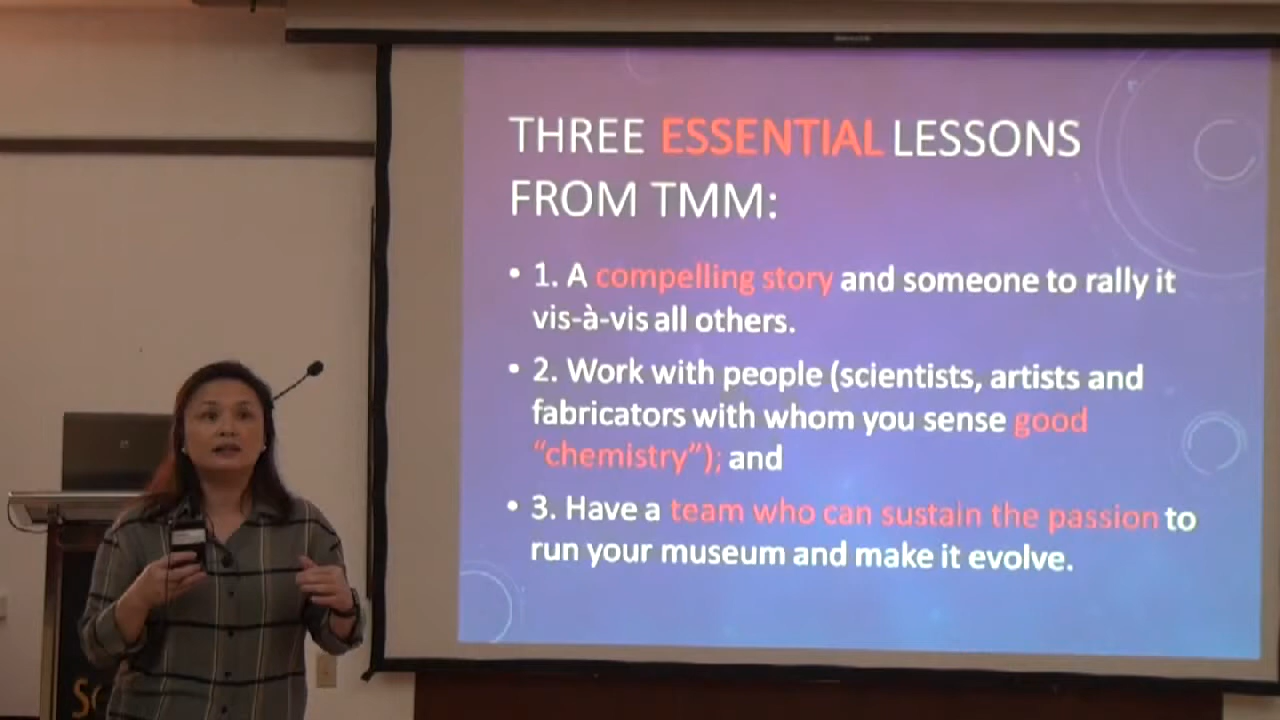 THREE ESSENTIAL LESSONS
FROM TMM:
• 1. A compelling story and someone to rally it
vis-à-vis all others.
• 2. Work with people (scientists, artists and
fabricators with whom you sense good
“chemistry”); and
• 3. Have a team who can sustain the passion to
run your museum and make it evolve.